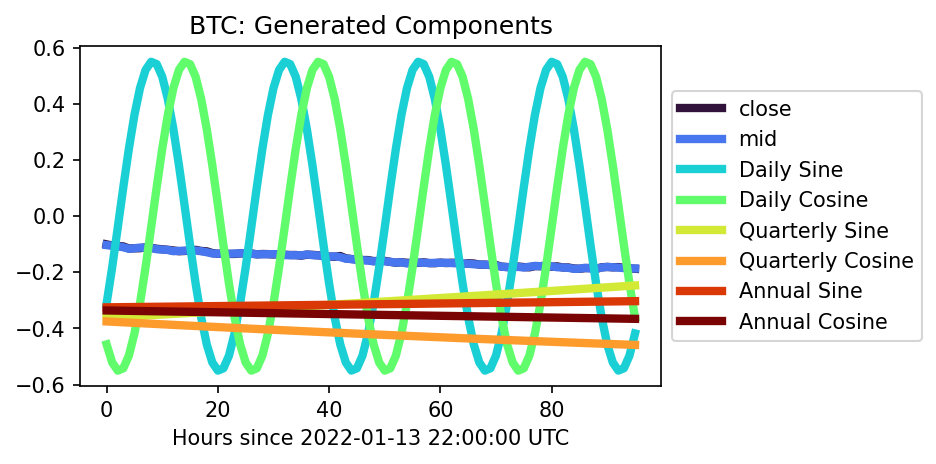 BTC: Generated Components
0.6
0.4
0.2
0.0
−0.2
−0.4
−0.6
0
20
40
60
80
Hours since 2022-01-13 22:00:00 UTC
close
mid
Daily Sine
Daily Cosine
Quarterly Sine
Quarterly Cosine
Annual Sine
Annual Cosine